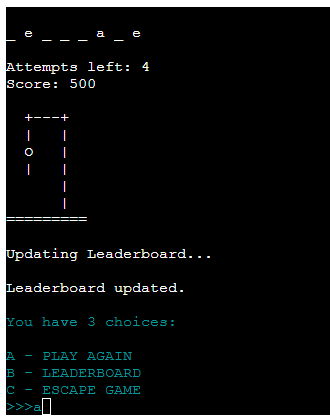 _ e _ _ _ a _ e
Attempts left: 4
Score: 500
  +---+
  |   |
  O   |
  |   |
      |
      |
=========
Updating Leaderboard...
Leaderboard updated.
You have 3 choices:
A - PLAY AGAIN
B - LEADERBOARD
C - ESCAPE GAME
>>>a